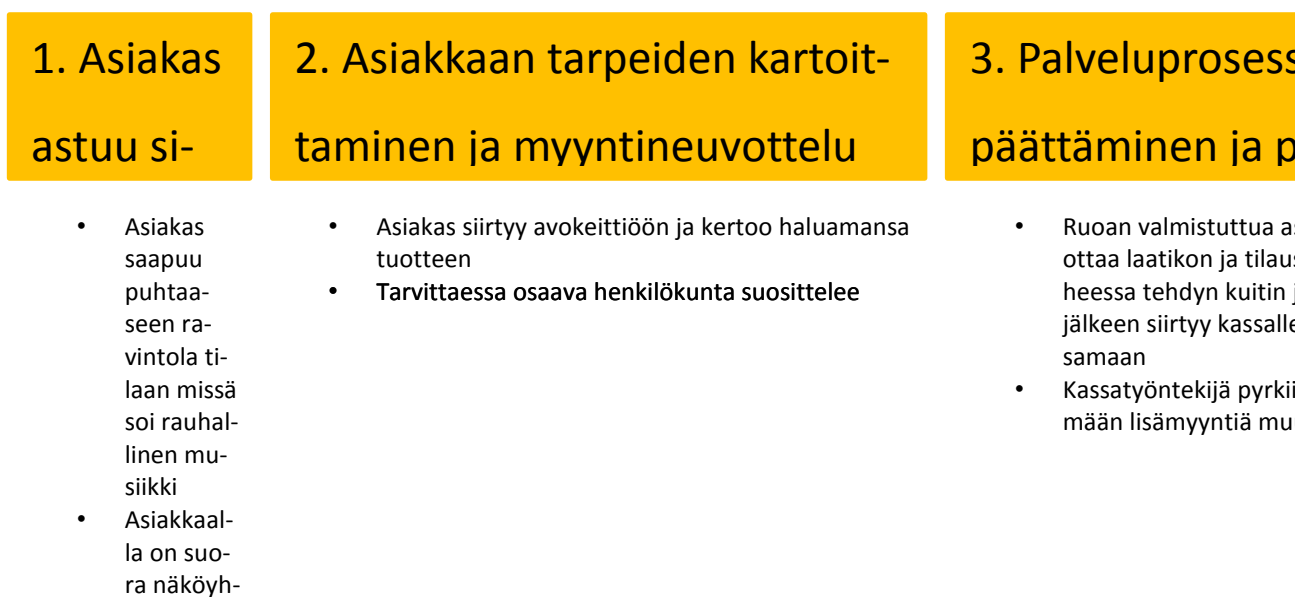 1. Asiakas
astuu si-
• Asiakas
saapuu
puhtaa-
seen ra-
vintola ti-
laan missä
soi rauhal-
linen mu-
siikki
• Asiakkaal-
la on suo-
ra näköyh-
2. Asiakkaan tarpeiden kartoit-
taminen ja myyntineuvottelu
• Asiakas siirtyy avokeittiöön ja kertoo haluamansa
tuotteen
• Tarvittaessa osaava henkilökunta suosittelee
3. Palveluprosess
päättäminen ja p
• Ruoan valmistuttua
ottaa laatikon ja tilaus
heessa tehdyn kuitin
jälkeen siirtyy kassalle
samaan
• Kassatyöntekijä pyrkii
mään lisämyyntiä